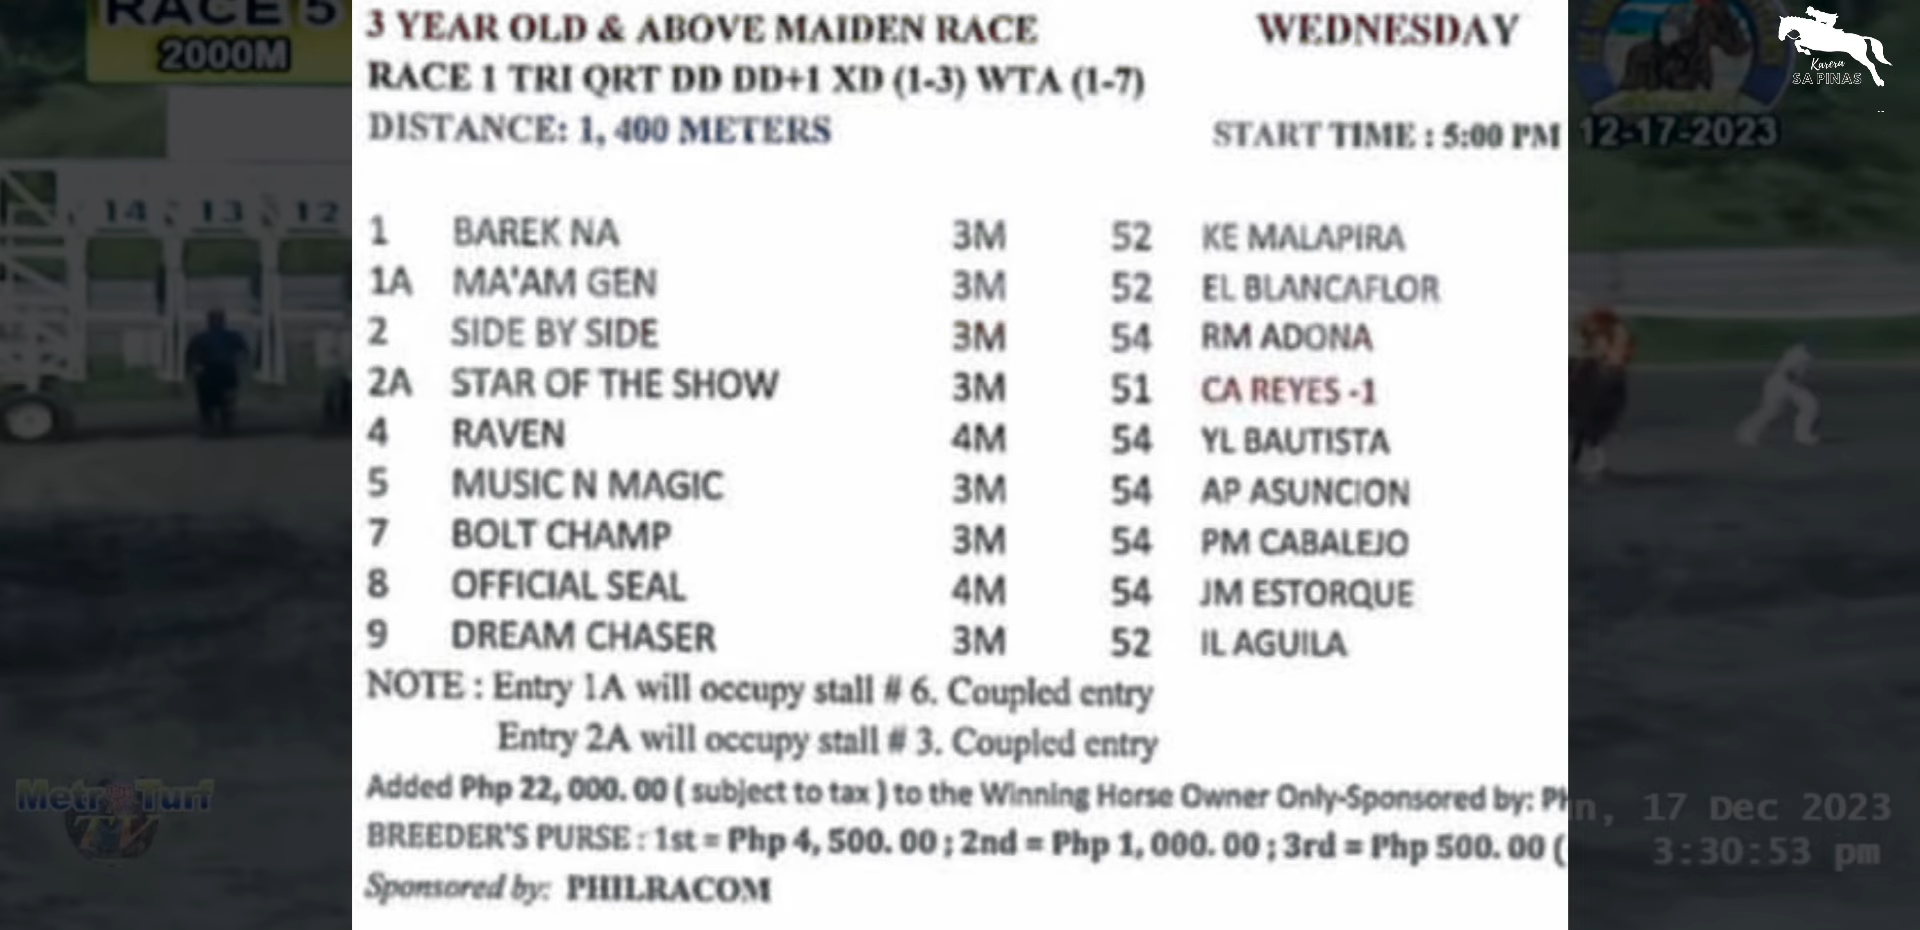 RACE 5
2000M
3 YEAR OLD & ABOVE MAIDEN RACE WEDNESDAY
RACE 1 TRI QRT DD DD+1 XD (1-3) WTA (1-7)
DISTANCE: 1, 400 METERS START TIME : 5:00 PM
Karera
SA PINAS
12-17-2023
14 13 12
1 BAREK NA 3M 52 KE MALAPIRA
1A MA'AM GEN 3M 52 EL BLANCAFLOR
2 SIDE BY SIDE 3M 54 RM ADONA
2A STAR OF THE SHOW 3M 51 CA REYES -1
4 RAVEN 4M 54 YL BAUTISTA
5 MUSIC N MAGIC 3M 54 AP ASUNCION
7 BOLT CHAMP 3M 54 PM CABALEJO
8 OFFICIAL SEAL 4M 54 JM ESTORQUE
9 DREAM CHASER 3M 52 IL AGUILA
NOTE : Entry 1A will occupy stall # 6. Coupled entry
Entry 2A will occupy stall # 3. Coupled entry
Added Php 22, 000. 00 ( subject to tax ) to the Winning Horse Owner Only-Sponsored by:
BREEDER'S PURSE : 1st = Php 4, 500. 00 ; 2nd = Php 1, 000. 00 ; 3rd = Php 500. 00 (
Sponsored by: PHILRACOM
MetroTurf
TV
17 Dec 2023
3:30:53 pm